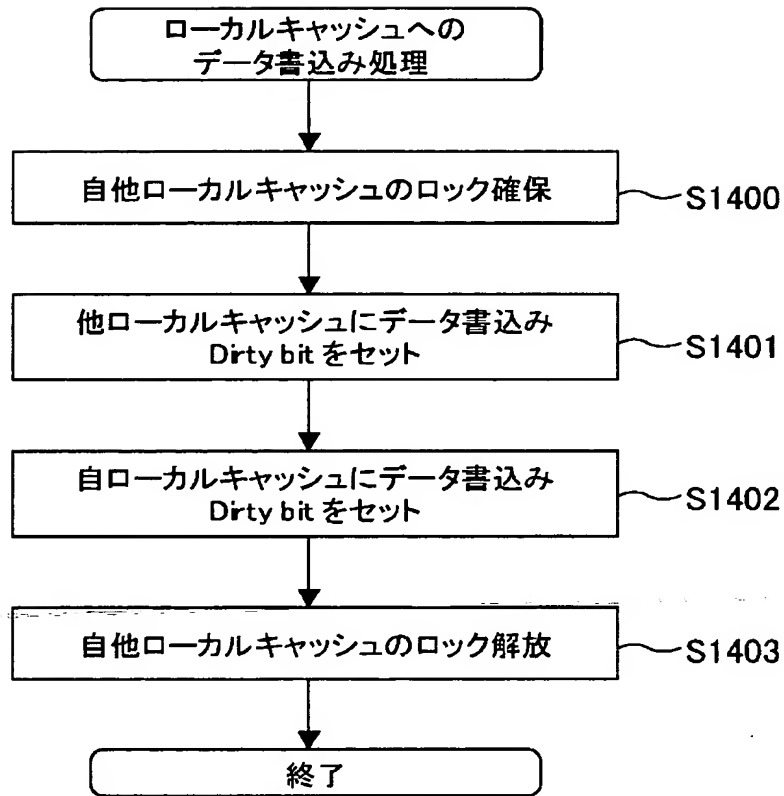 ローカルキャッシュへの
データ書込み処理
自他ローカルキャッシュのロック確保
S1400
他ローカルキャッシュにデータ書込み
Dirty bit をセット
S1401
自ローカルキャッシュにデータ書込み
Dirty bit をセット
S1402
自他ローカルキャッシュのロック解放
S1403
終了